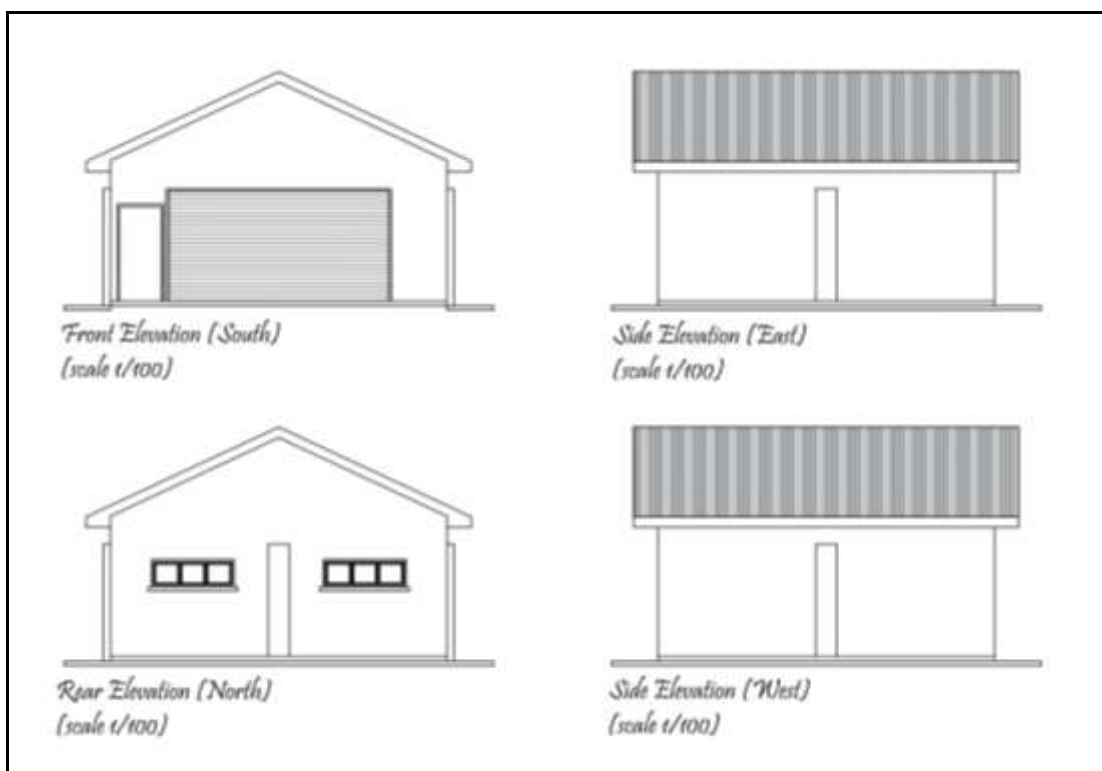 Front Elevation (South)
(scale 1/100)
Side Elevation (East)
(scale 1/100)
Rear Elevation (North)
(scale 1/100)
Side Elevation (West)
(scale 1/100)